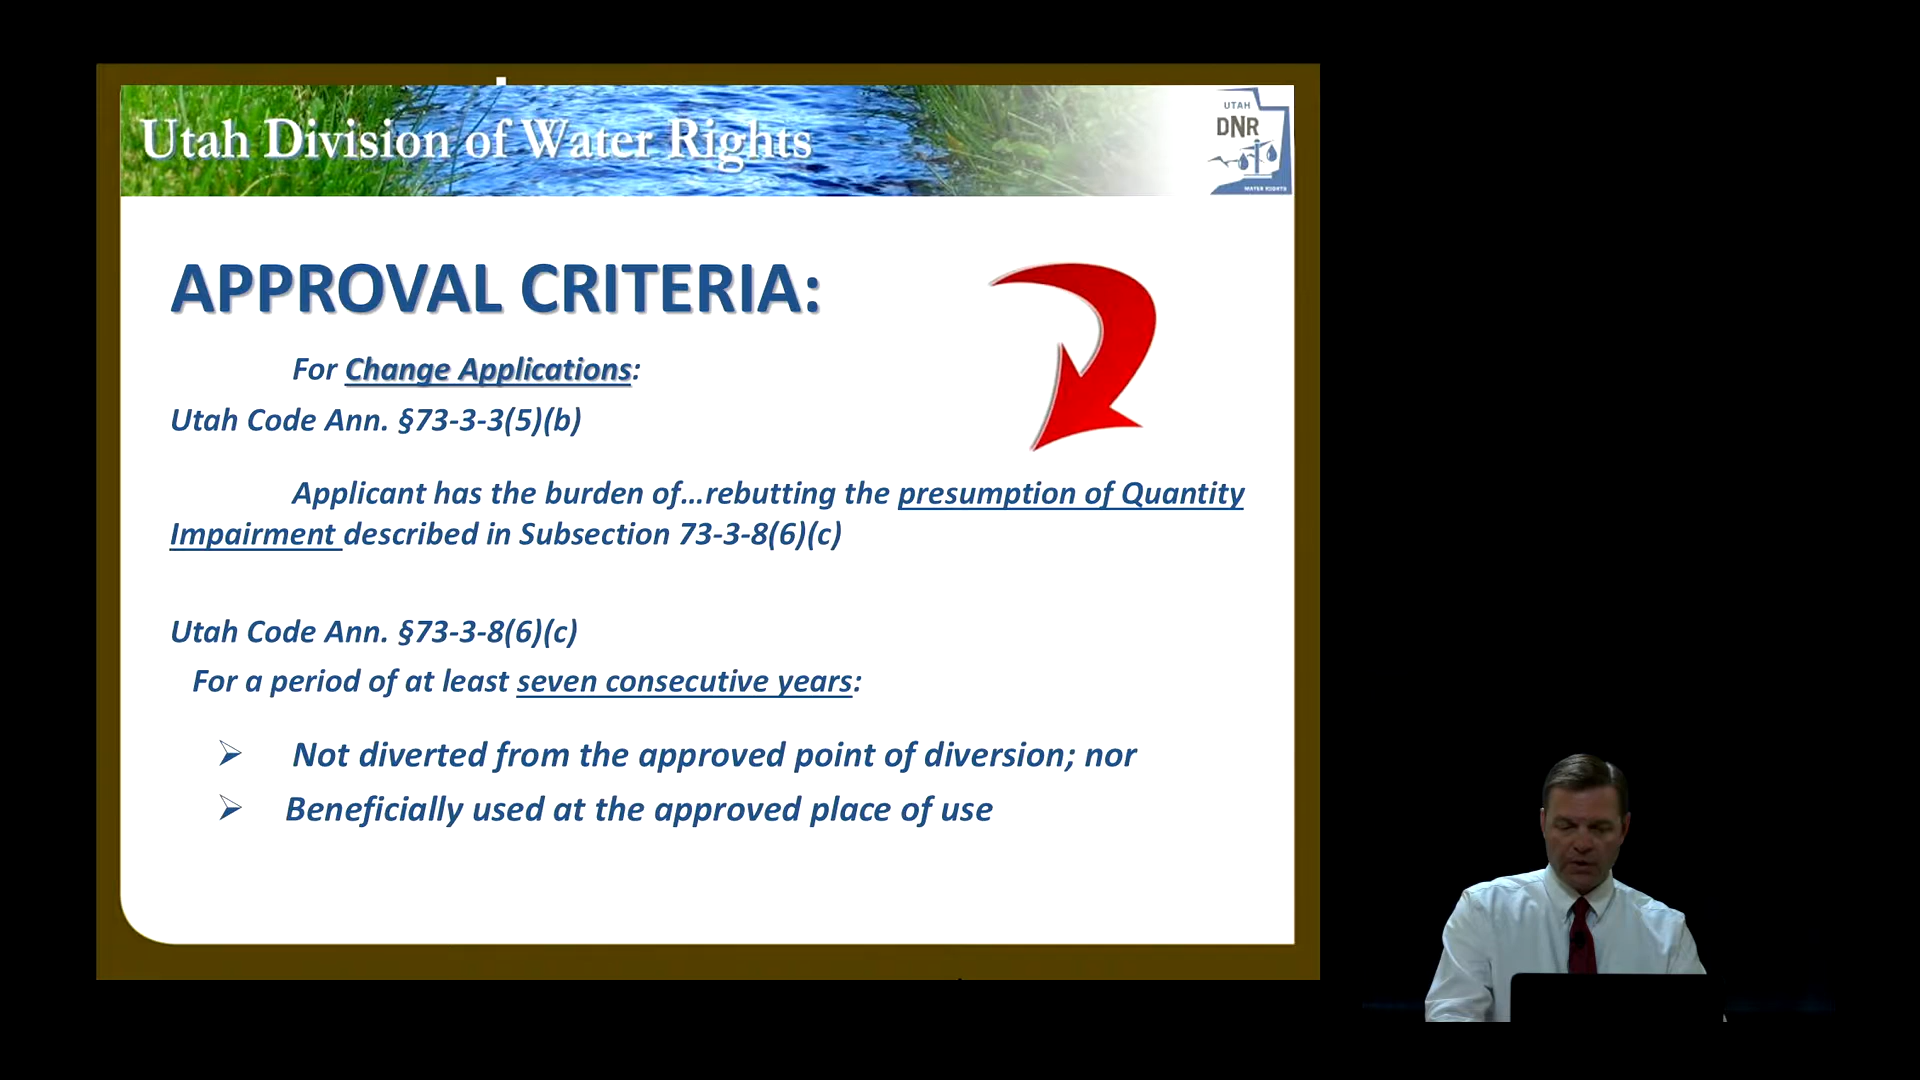 Utah Division of Water Rights
UTAH
DNR
WATER RIGHTS
APPROVAL CRITERIA:
For Change Applications:
Utah Code Ann. §73-3-3(5)(b)
Applicant has the burden of…rebutting the presumption of Quantity
Impairment described in Subsection 73-3-8(6)(c)
Utah Code Ann. §73-3-8(6)(c)
For a period of at least seven consecutive years:
➢ Not diverted from the approved point of diversion; nor
➢ Beneficially used at the approved place of use